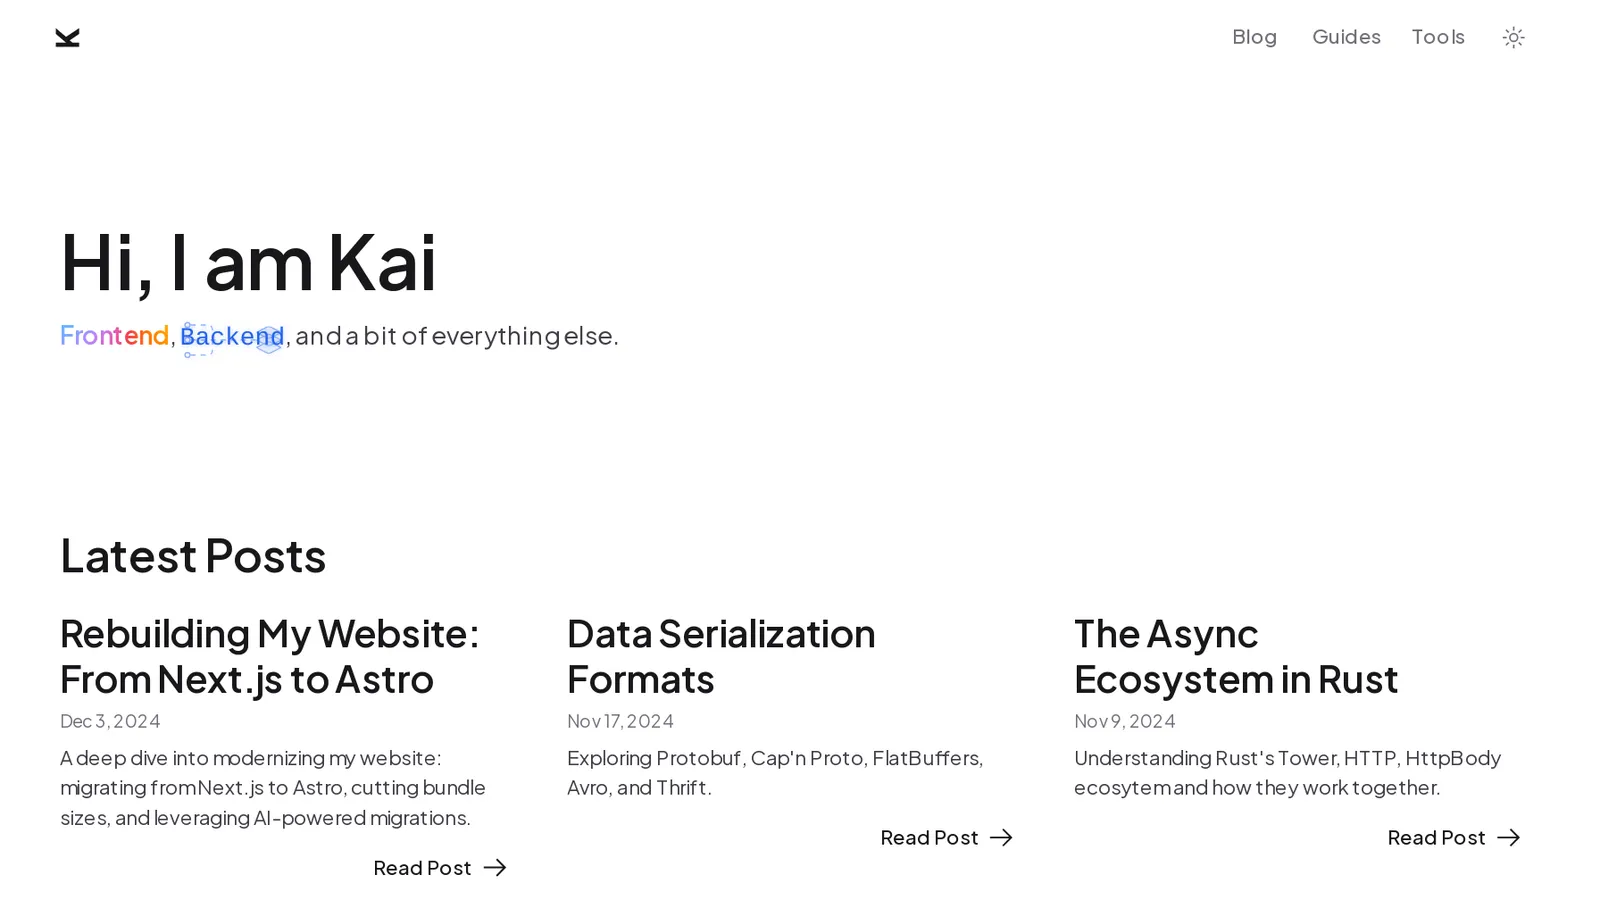 K
Blog Guides Tools
Hi, I am Kai
Frontend, Backend, and a bit of everything else.
Latest Posts
Rebuilding My Website:
From Next.js to Astro
Dec 3, 2024
A deep dive into modernizing my website:
migrating from Next.js to Astro, cutting bundle
sizes, and leveraging AI-powered migrations.
Read Post
Data Serialization
Formats
Nov 17, 2024
Exploring Protobuf, Cap'n Proto, FlatBuffers,
Avro, and Thrift.
Read Post
The Async
Ecosystem in Rust
Nov 9, 2024
Understanding Rust's Tower, HTTP, HttpBody
ecosytem and how they work together.
Read Post